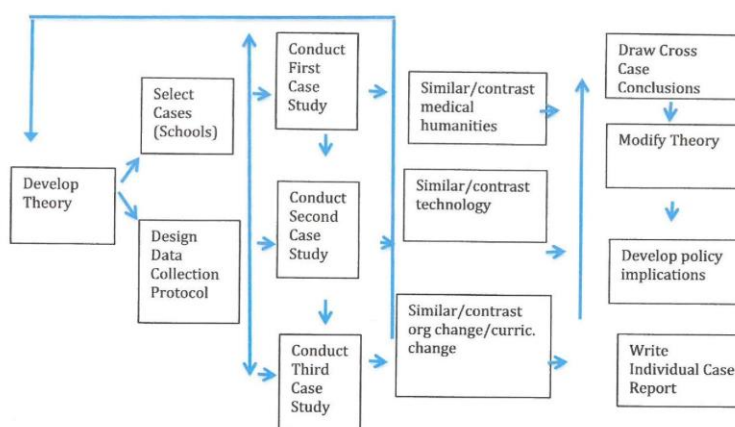 Develop
Theory
Select
Cases
(Schools)
Design
Data
Collection
Protocol
Conduct
First
Case
Study
Conduct
Second
Case
Study
Conduct
Third
Case
Study
Similar/contrast
medical
humanities
Similar/contrast
technology
Similar/contrast
org change/curric.
change
Draw Cross
Case
Conclusions
Modify Theory
Develop policy
implications
Write
Individual Case
Report